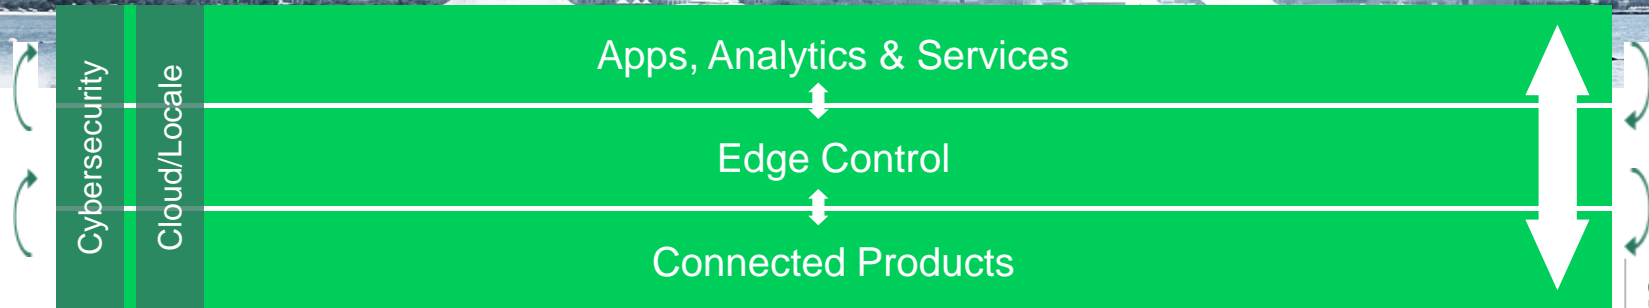 Cybersecurity
Cloud/Locale
Apps, Analytics & Services
Edge Control
Connected Products